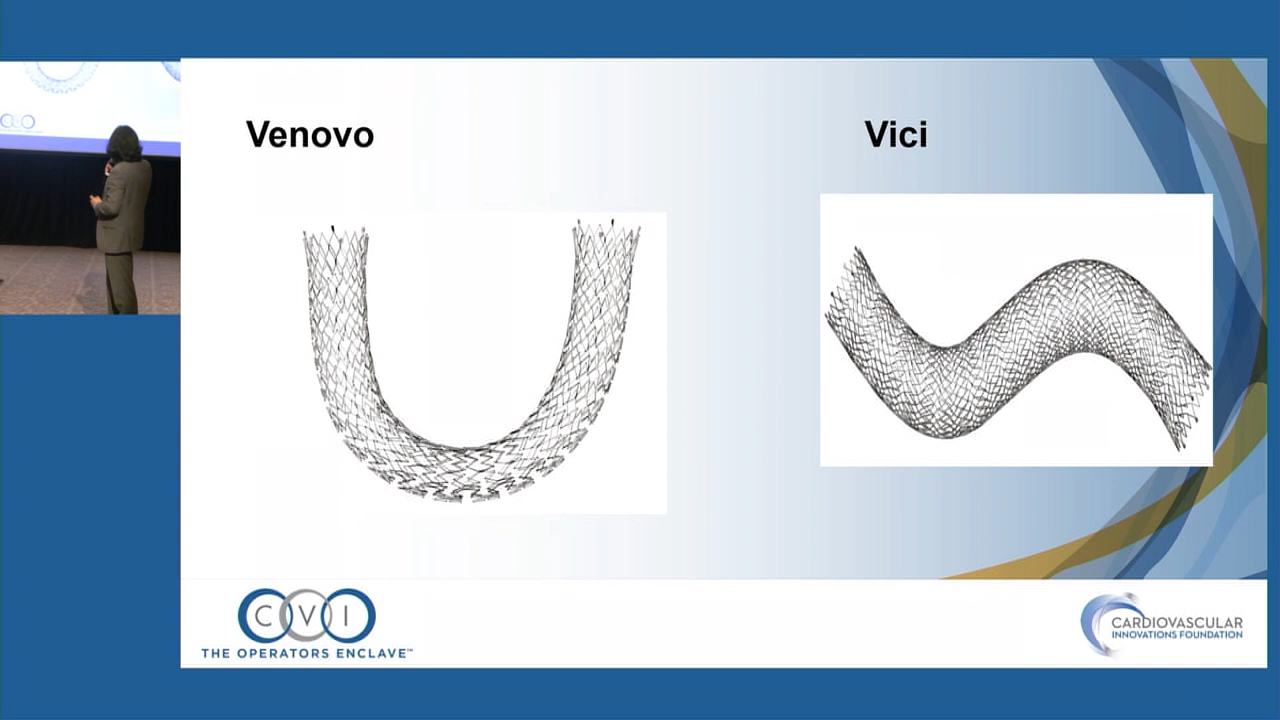 Venovo
Vici
CVI
THE OPERATORS ENCLAVE™
CARDIOVASCULAR
INNOVATIONS FOUNDATION